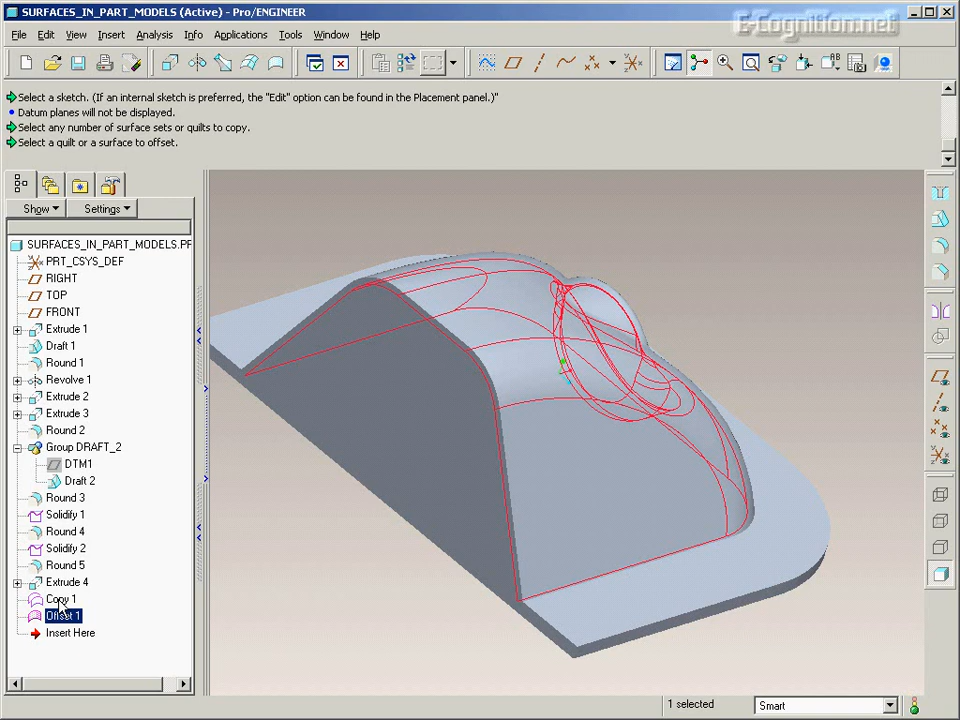 SURFACES_IN_PART_MODELS (Active) - Pro/ENGINEER
E-Cognition.net
File Edit View Insert Analysis Info Applications Tools Window Help
Select a sketch. (If an internal sketch is preferred, the "Edit" option can be found in the Placement panel.)"
Datum planes will not be displayed.
Select any number of surface sets or quilts to copy.
Select a quilt or a surface to offset.
Show Settings
SURFACES_IN_PART_MODELS.PF
PRT_CSYS_DEF
RIGHT
TOP
FRONT
Extrude 1
Draft 1
Round 1
Revolve 1
Extrude 2
Extrude 3
Round 2
Group DRAFT_2
DTM1
Draft 2
Round 3
Solidify 1
Round 4
Solidify 2
Round 5
Extrude 4
Copy 1
Offset 1
Insert Here
1 selected
Smart